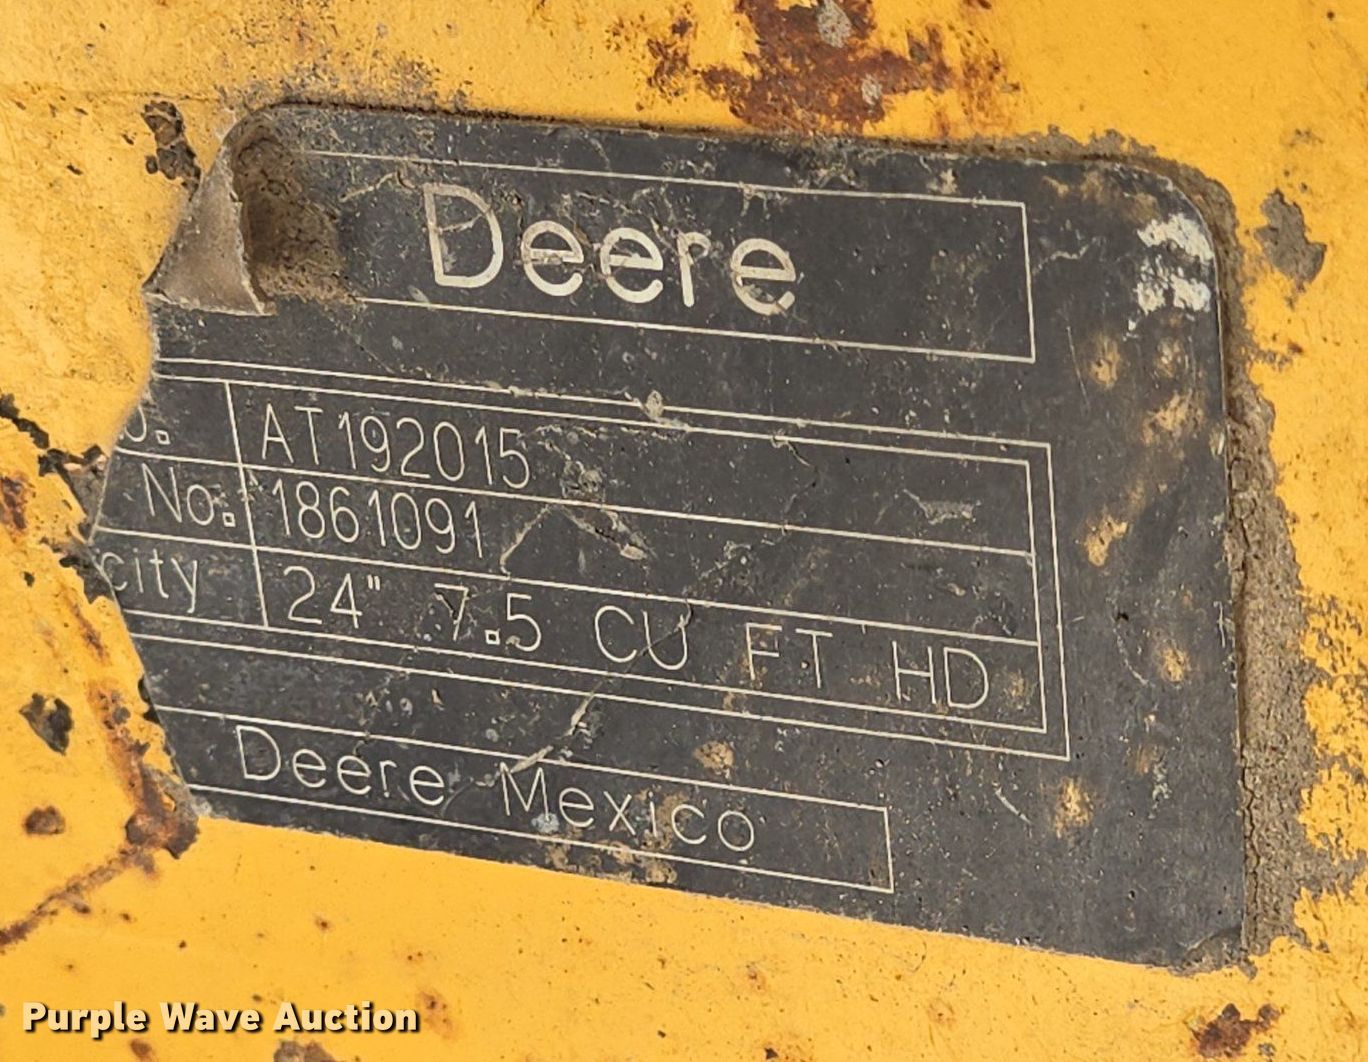 Deere
o. AT192015
No. 1861091
city 24" 7.5 CU FT HD
Deere Mexico
Purple Wave Auction